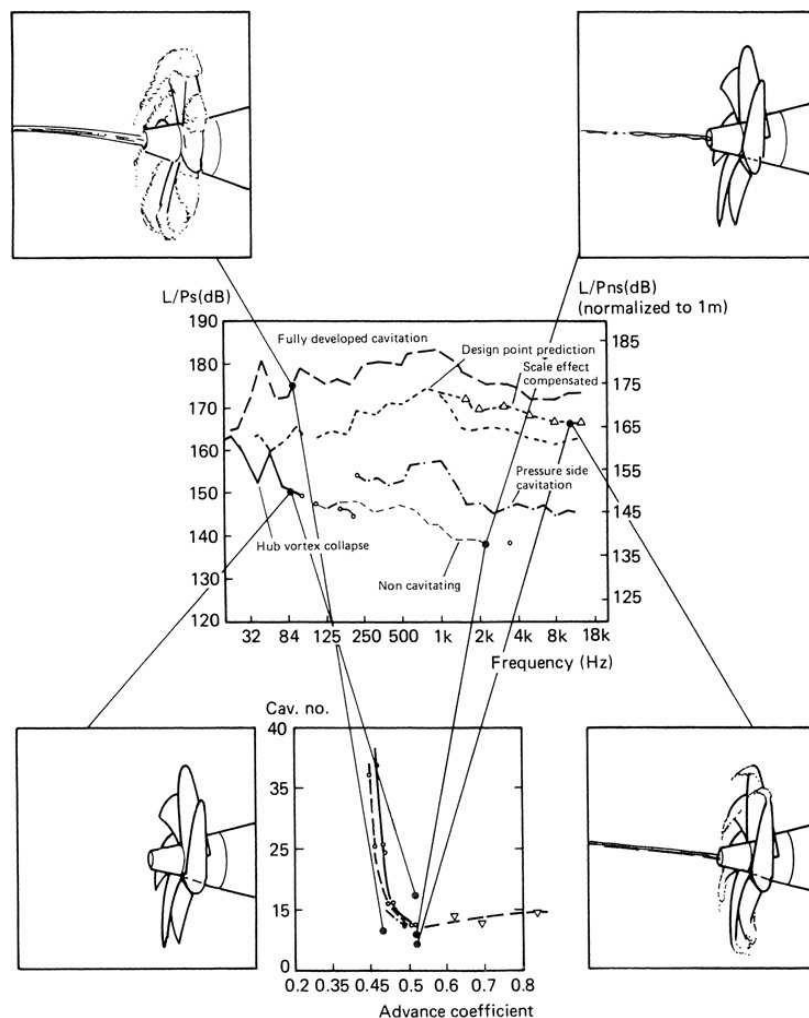 L/Ps(dB)
L/Pns(dB)
(normalized to 1m)
190
180
170
160
150
140
130
120
185
175
165
155
145
135
125
Fully developed cavitation
Design point prediction
Scale effect
compensated
Pressure side
cavitation
Hub vortex collapse
Non cavitating
32 84 125 250 500 1k 2k 4k 8k 18k
Frequency (Hz)
Cav. no.
40
35
25
15
0
0.2 0.35 0.45 0.5 0.6 0.7 0.8
Advance coefficient